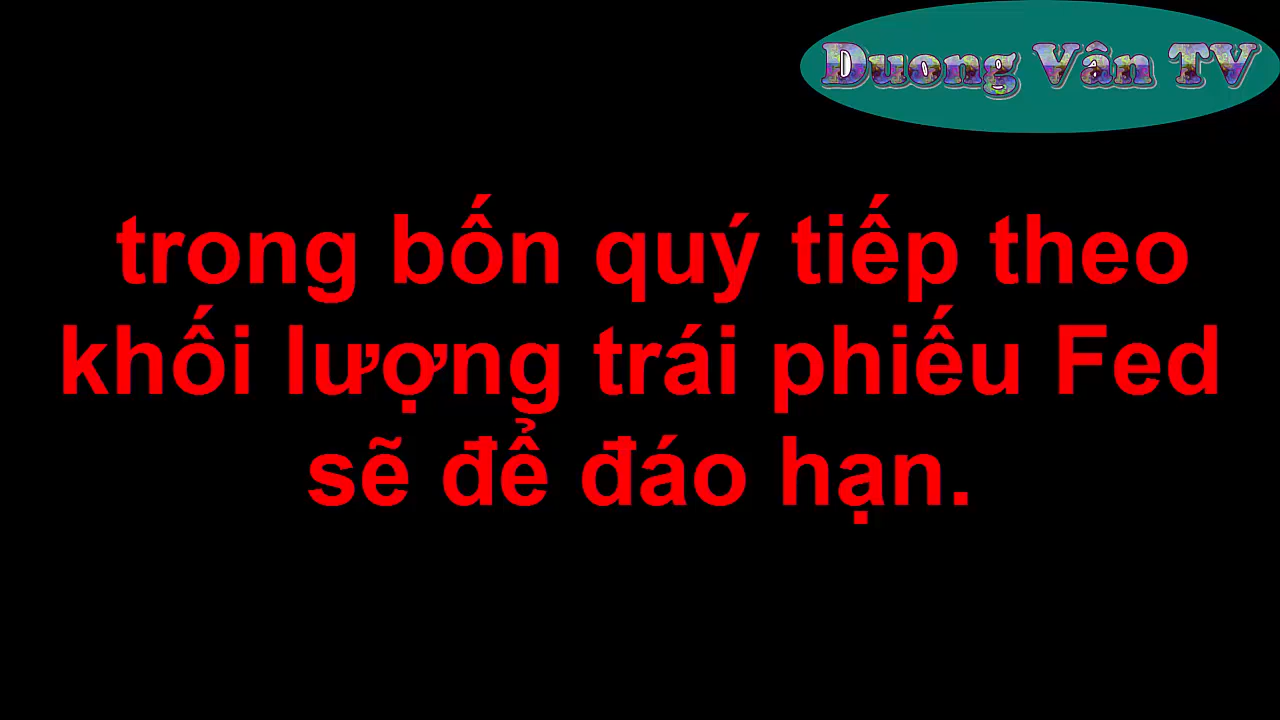 Duong Vân TV
trong bốn quý tiếp theo
khối lượng trái phiếu Fed
sẽ để đáo hạn.